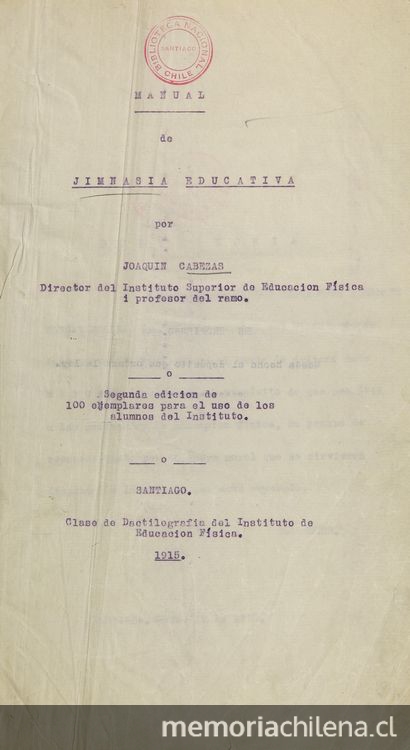 BIBLIOTECA NACIONAL
SANTIAGO
CHILE
MANUAL
de
JIMNASIA EDUCATIVA
por
JOAQUIN CABEZAS
Director del Instituto Superior de Educacion Física
i profesor del ramo.
o
Segunda edicion de
100 ejemplares para el uso de los
alumnos del Instituto.
o
SANTIAGO.
Clase de Dactilografia del Instituto de
Educacion Física.
1915.
memoriachilena.cl